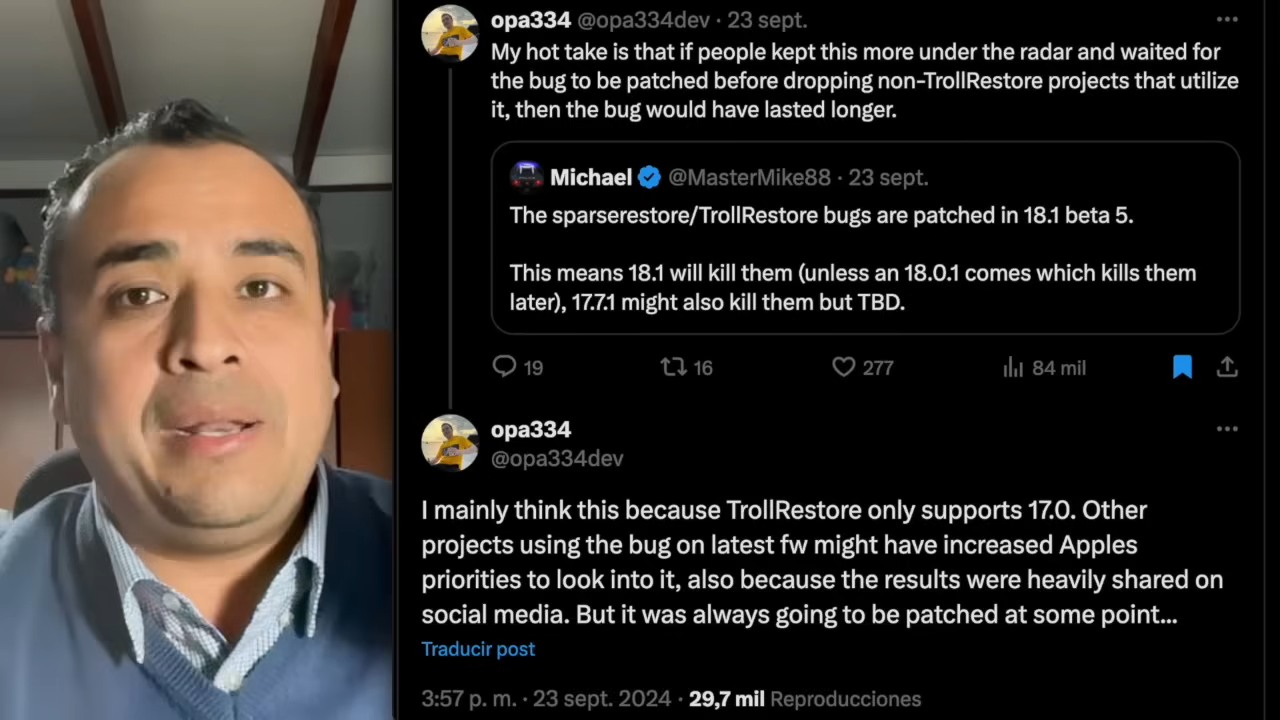 opa334 @opa334dev · 23 sept.
My hot take is that if people kept this more under the radar and waited for
the bug to be patched before dropping non-TrollRestore projects that utilize
it, then the bug would have lasted longer.
Michael @MasterMike88 · 23 sept.
The sparserestore/TrollRestore bugs are patched in 18.1 beta 5.
This means 18.1 will kill them (unless an 18.0.1 comes which kills them
later), 17.7.1 might also kill them but TBD.
19 16 277 84 mil
opa334
@opa334dev
I mainly think this because TrollRestore only supports 17.0. Other
projects using the bug on latest fw might have increased Apples
priorities to look into it, also because the results were heavily shared on
social media. But it was always going to be patched at some point...
Traducir post
3:57 p. m. · 23 sept. 2024 · 29,7 mil Reproducciones